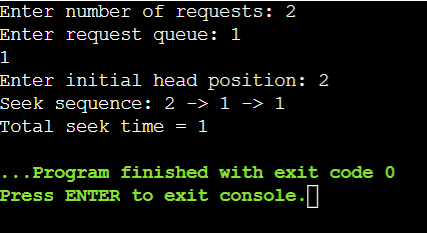 Enter number of requests: 2
Enter request queue: 1
1
Enter initial head position: 2
Seek sequence: 2 -> 1 -> 1
Total seek time = 1
...Program finished with exit code 0
Press ENTER to exit console.